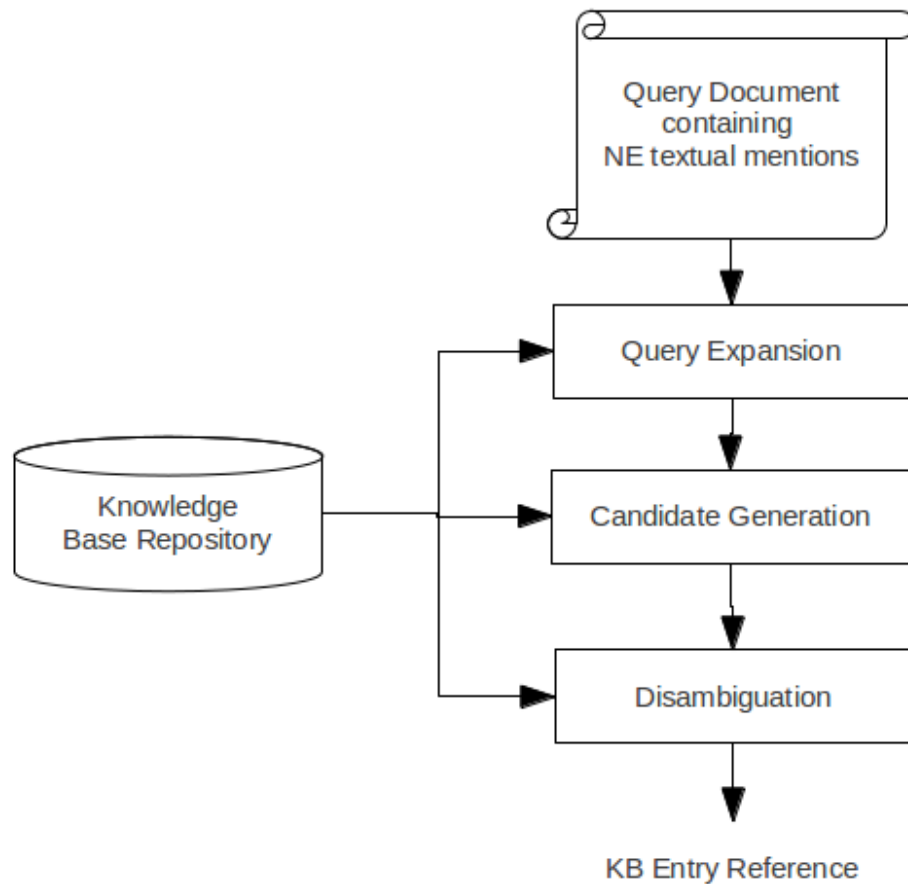 Query Document
containing
NE textual mentions
Query Expansion
Knowledge
Base Repository
Candidate Generation
Disambiguation
KB Entry Reference